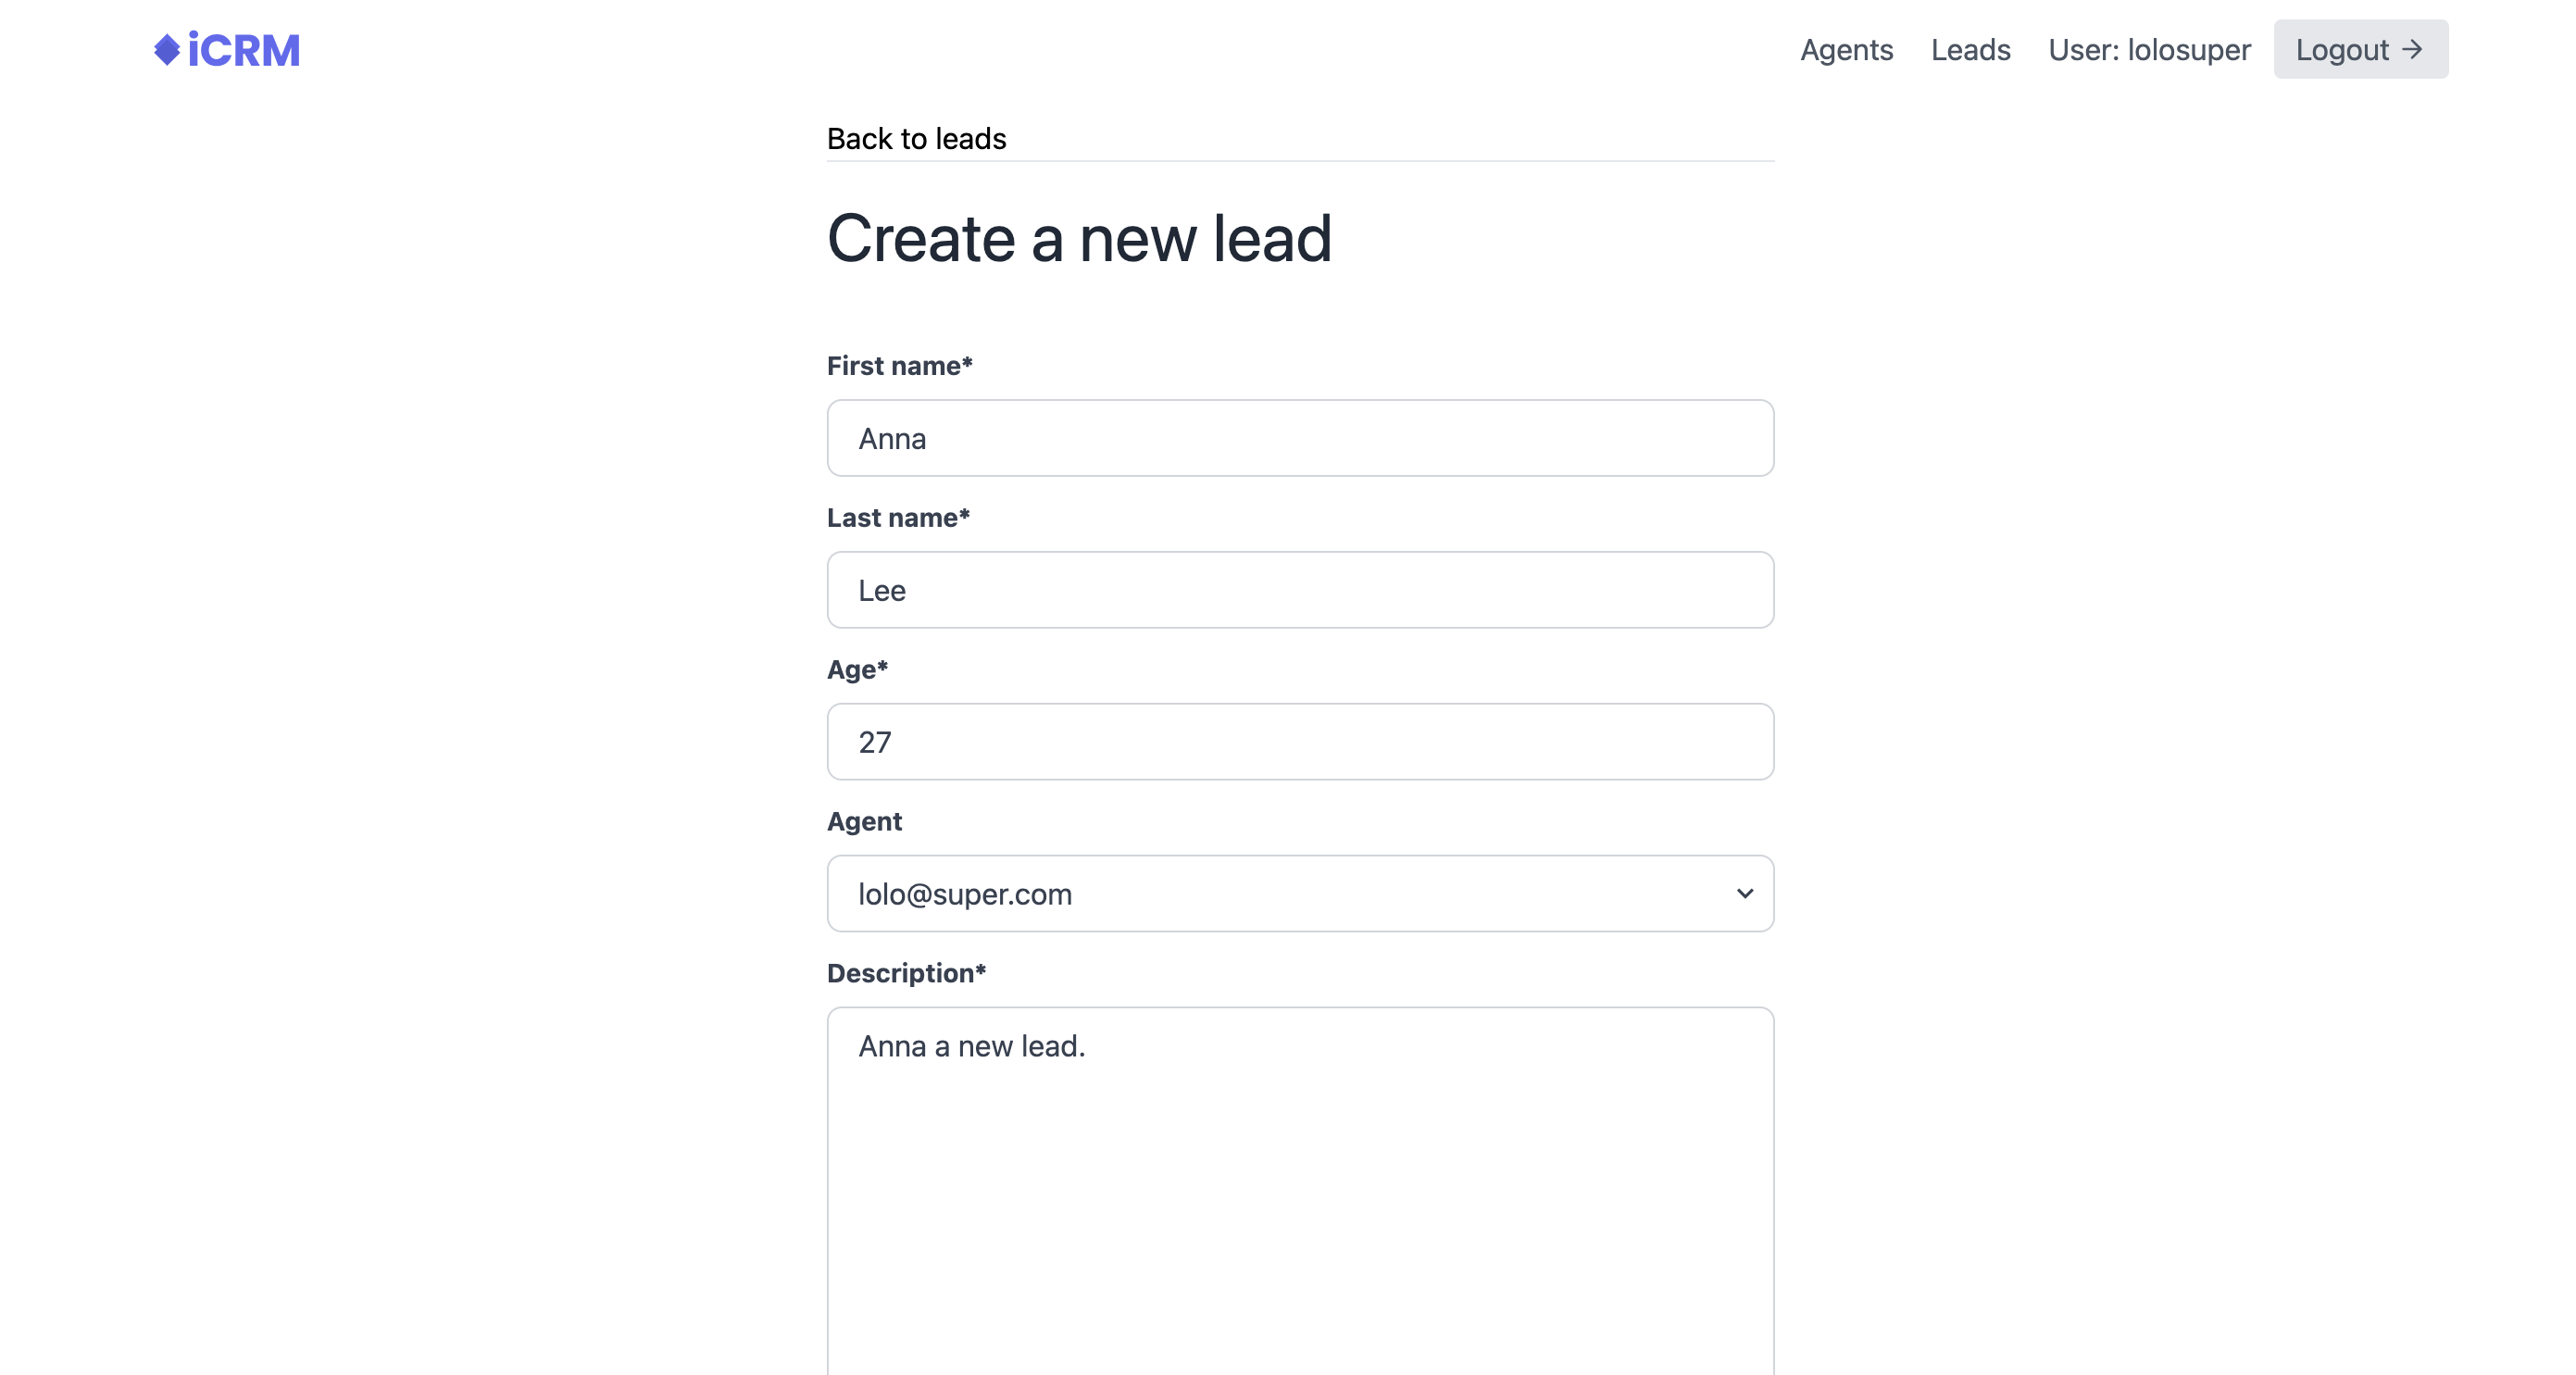 iCRM
Agents Leads User: lolosuper Logout →
Back to leads
Create a new lead
First name*
Anna
Last name*
Lee
Age*
27
Agent
lolo@super.com
Description*
Anna a new lead.